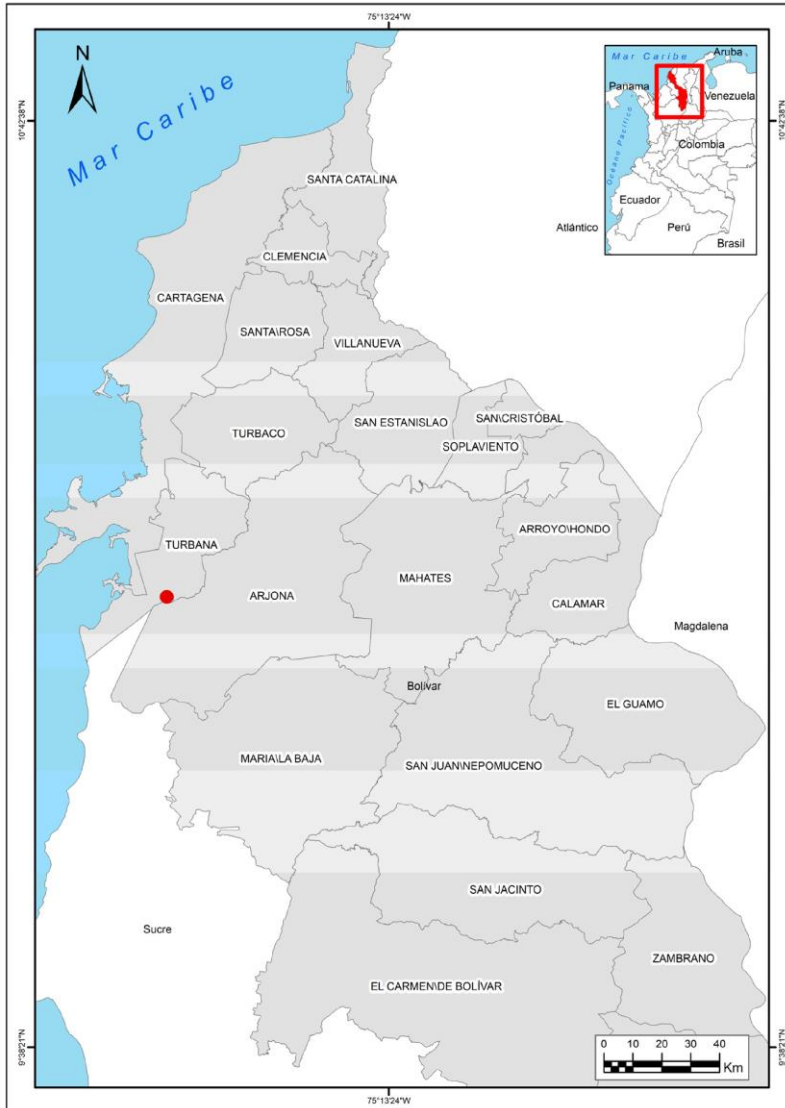 75°13'24"W
N
Mar Caribe
Mar Caribe
Aruba
Panama
Venezuela
Océano Pacífico
Colombia
Ecuador
Perú
Brasil
10°42'38"N
10°42'38"N
SANTA CATALINA
Atlántico
CLEMENCIA
CARTAGENA
SANTA\ROSA
VILLANUEVA
TURBACO
SAN ESTANISLAO
SAN\CRISTÓBAL
SOPLAVIENTO
TURBANA
ARROYO\HONDO
MAHATES
ARJONA
CALAMAR
Magdalena
Bolívar
EL GUAMO
MARIA\LA BAJA
SAN JUAN\NEPOMUCENO
SAN JACINTO
Sucre
ZAMBRANO
EL CARMEN\DE BOLÍVAR
9°38'21"N
9°38'21"N
0 10 20 30 40
Km
75°13'24"W